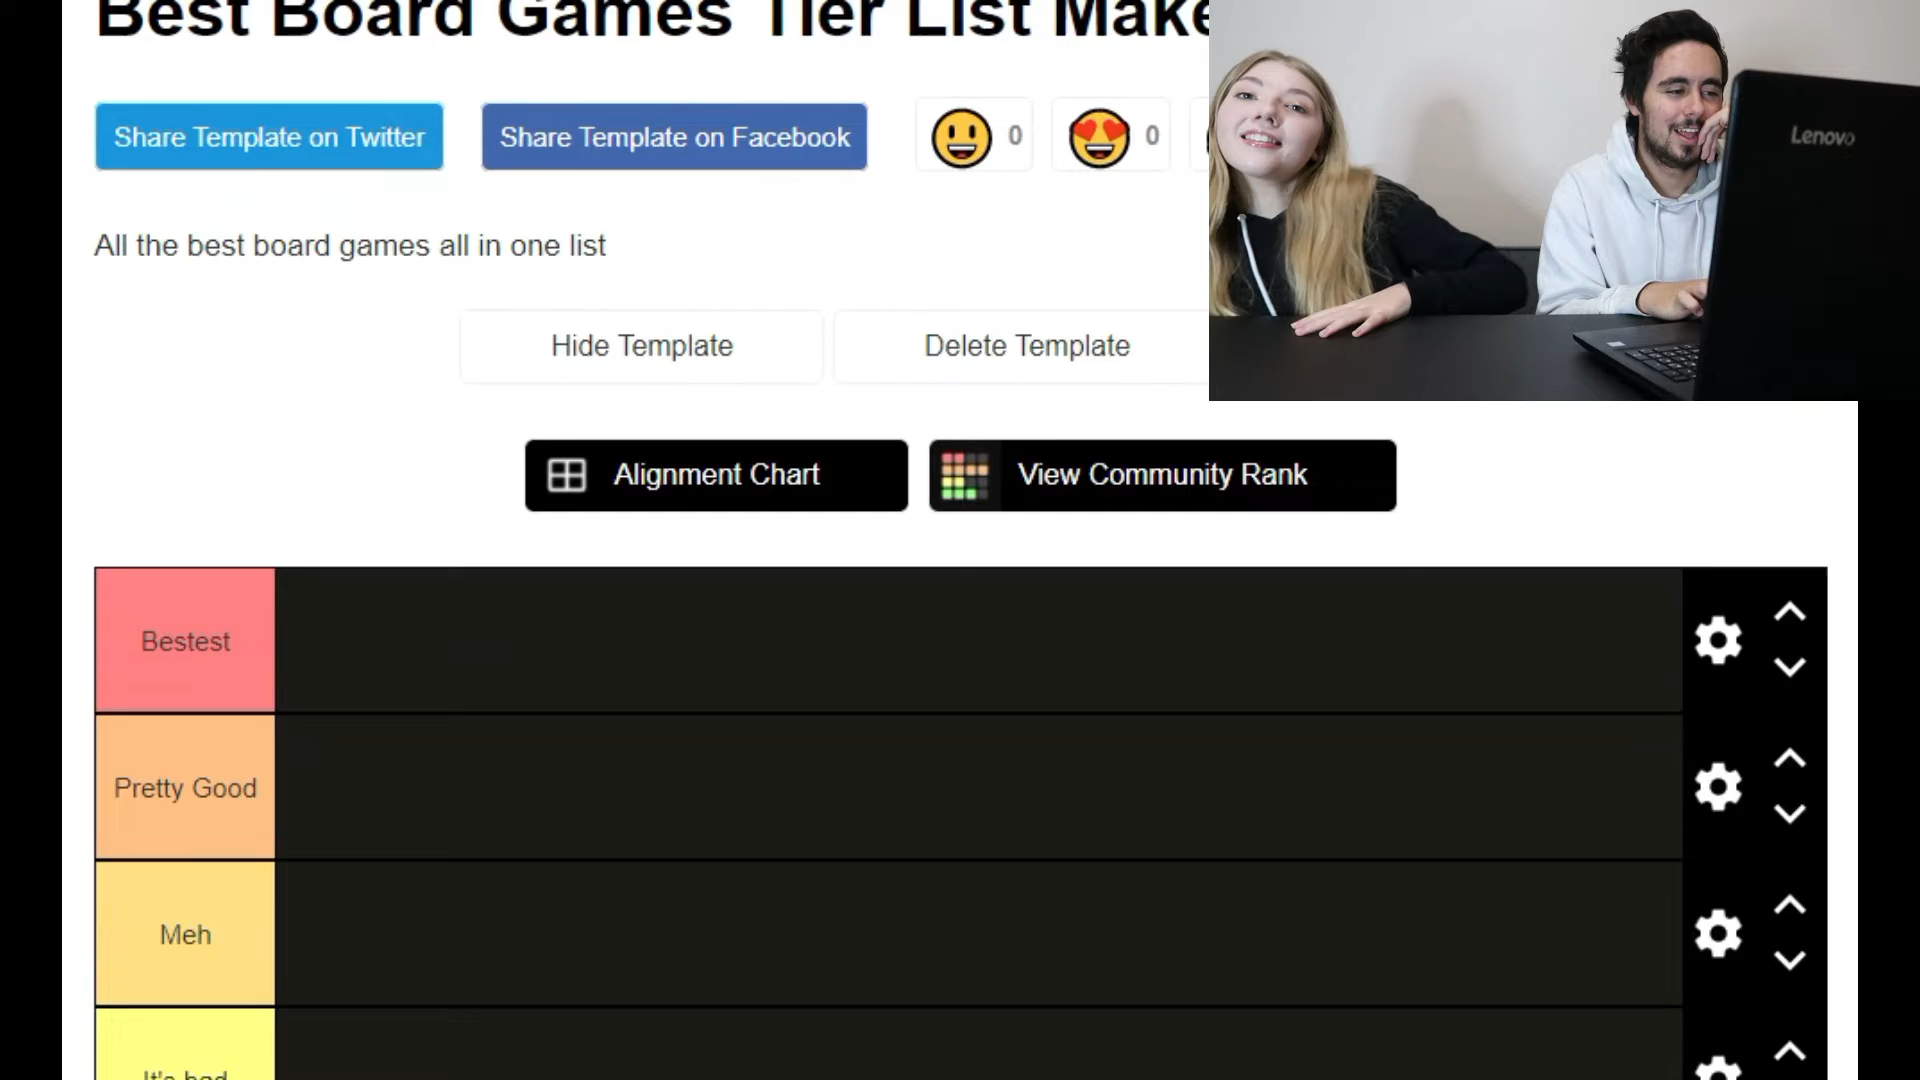 Best Board Games Tier List Make
Share Template on Twitter
Share Template on Facebook
0
0
Lenovo
All the best board games all in one list
Hide Template
Delete Template
Alignment Chart
View Community Rank
Bestest
Pretty Good
Meh
It's bad